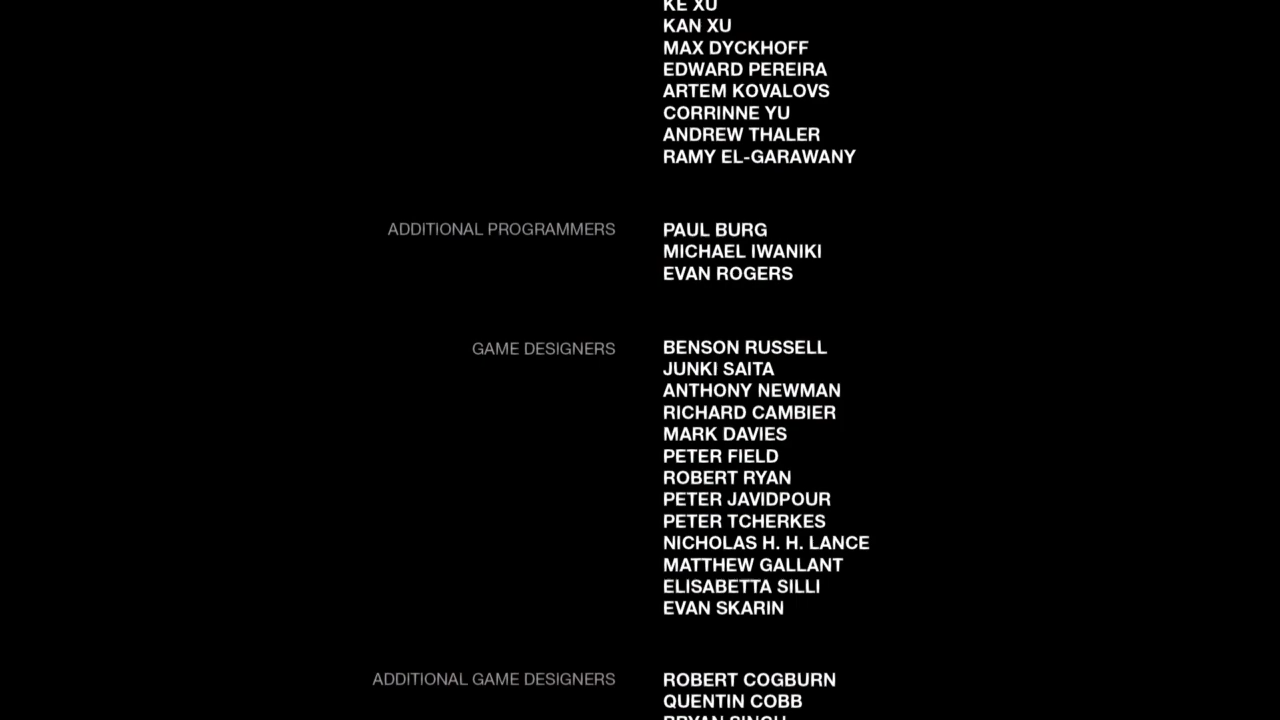 KE XU
KAN XU
MAX DYCKHOFF
EDWARD PEREIRA
ARTEM KOVALOVS
CORRINNE YU
ANDREW THALER
RAMY EL-GARAWANY
ADDITIONAL PROGRAMMERS PAUL BURG
MICHAEL IWANIKI
EVAN ROGERS
GAME DESIGNERS BENSON RUSSELL
JUNKI SAITA
ANTHONY NEWMAN
RICHARD CAMBIER
MARK DAVIES
PETER FIELD
ROBERT RYAN
PETER JAVIDPOUR
PETER TCHERKES
NICHOLAS H. H. LANCE
MATTHEW GALLANT
ELISABETTA SILLI
EVAN SKARIN
ADDITIONAL GAME DESIGNERS ROBERT COGBURN
QUENTIN COBB